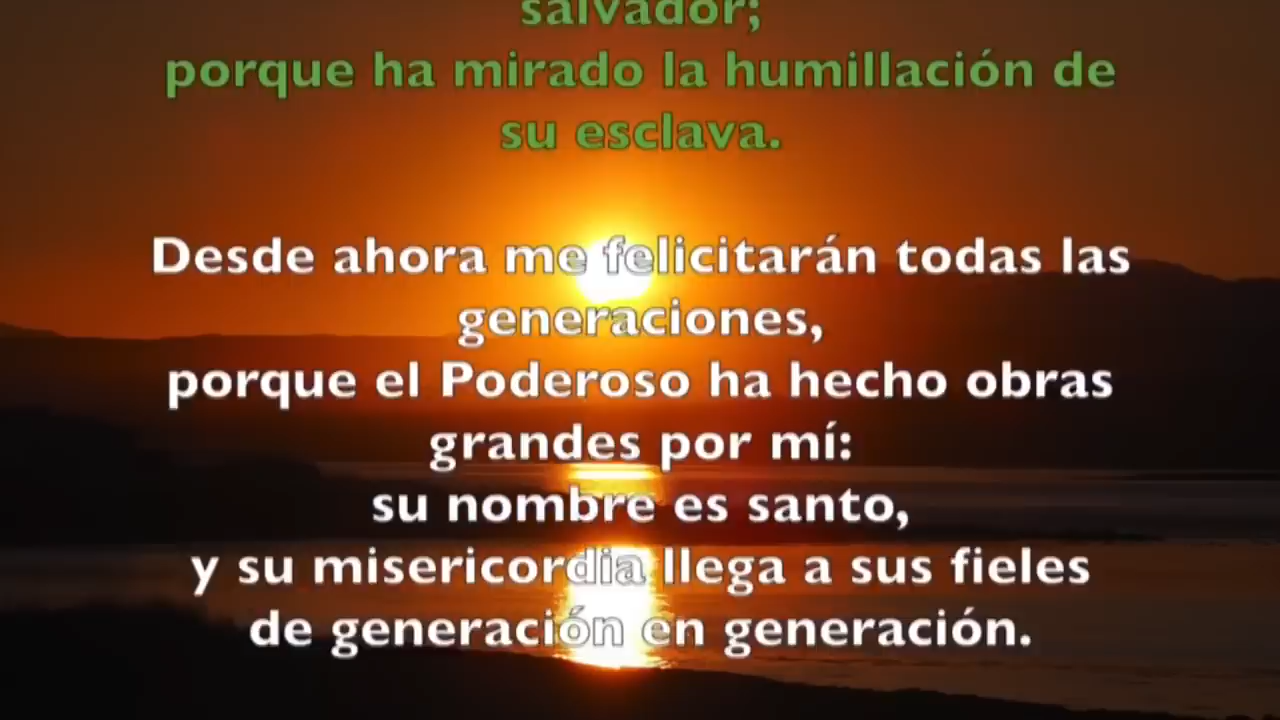 salvador;
porque ha mirado la humillación de
su esclava.
Desde ahora me felicitarán todas las
generaciones,
porque el Poderoso ha hecho obras
grandes por mí:
su nombre es santo,
y su misericordia llega a sus fieles
de generación en generación.